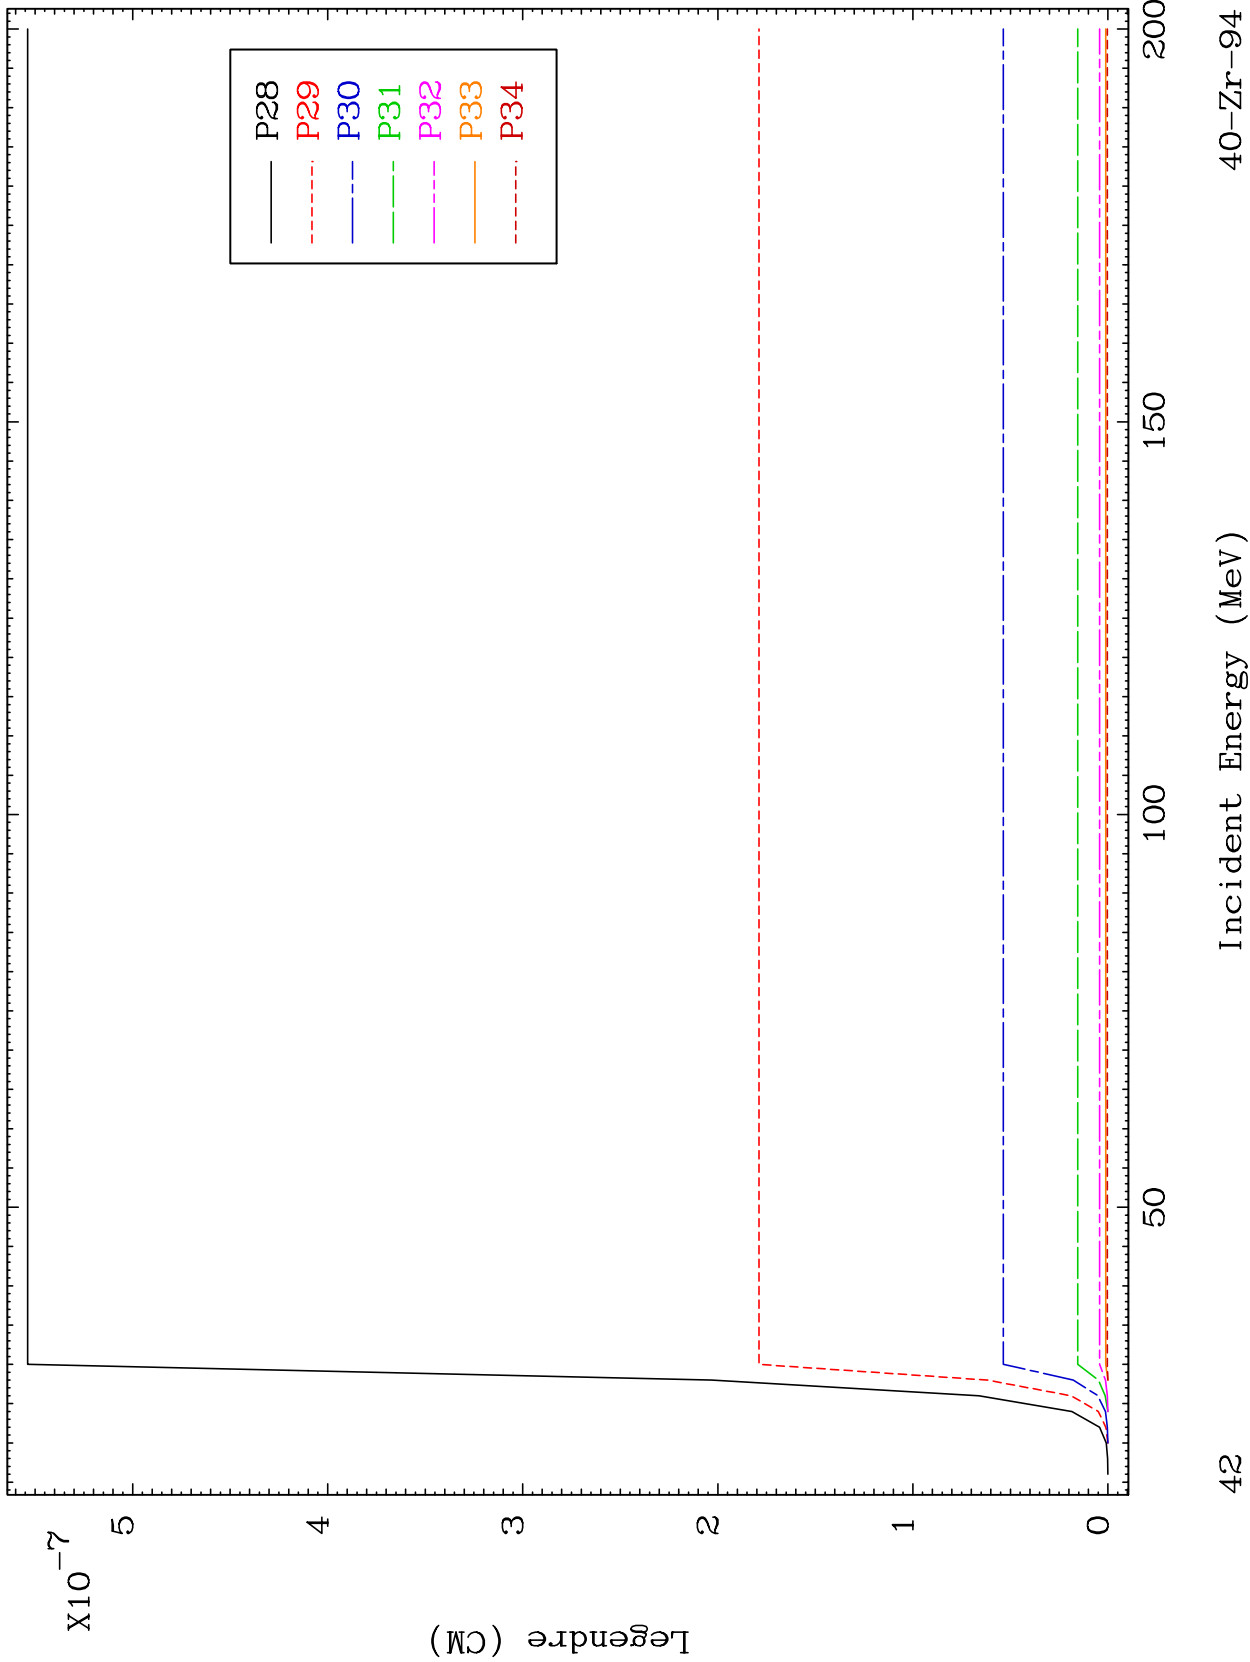 X10-7
5
4
3
2
1
0
Legendre (CM)
P28
P29
P30
P31
P32
P33
P34
50
100
150
200
Incident Energy (MeV)
42
40-Zr-94